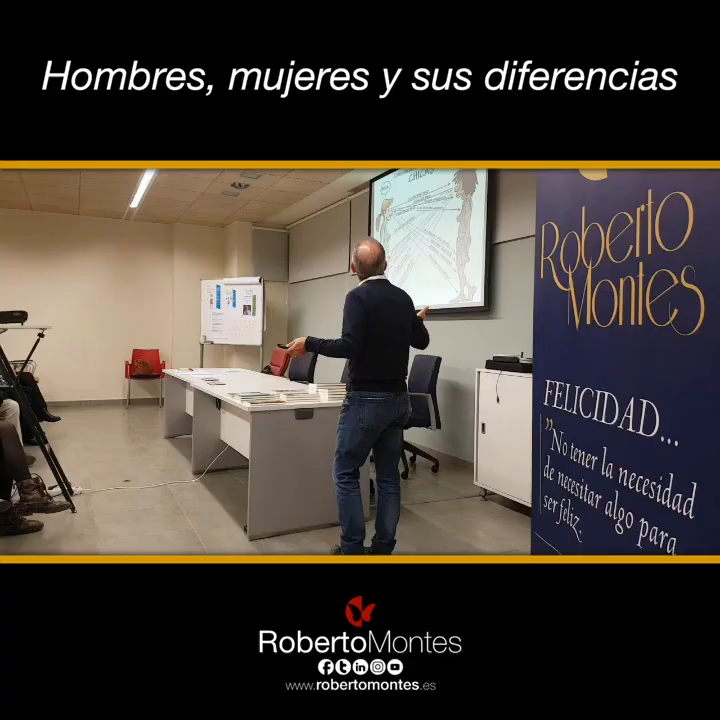 Hombres, mujeres y sus diferencias
CHICAS
Roberto
Montes
FELICIDAD...
"No tener la necesidad
de necesitar algo para
ser feliz.
RobertoMontes
www.robertomontes.es